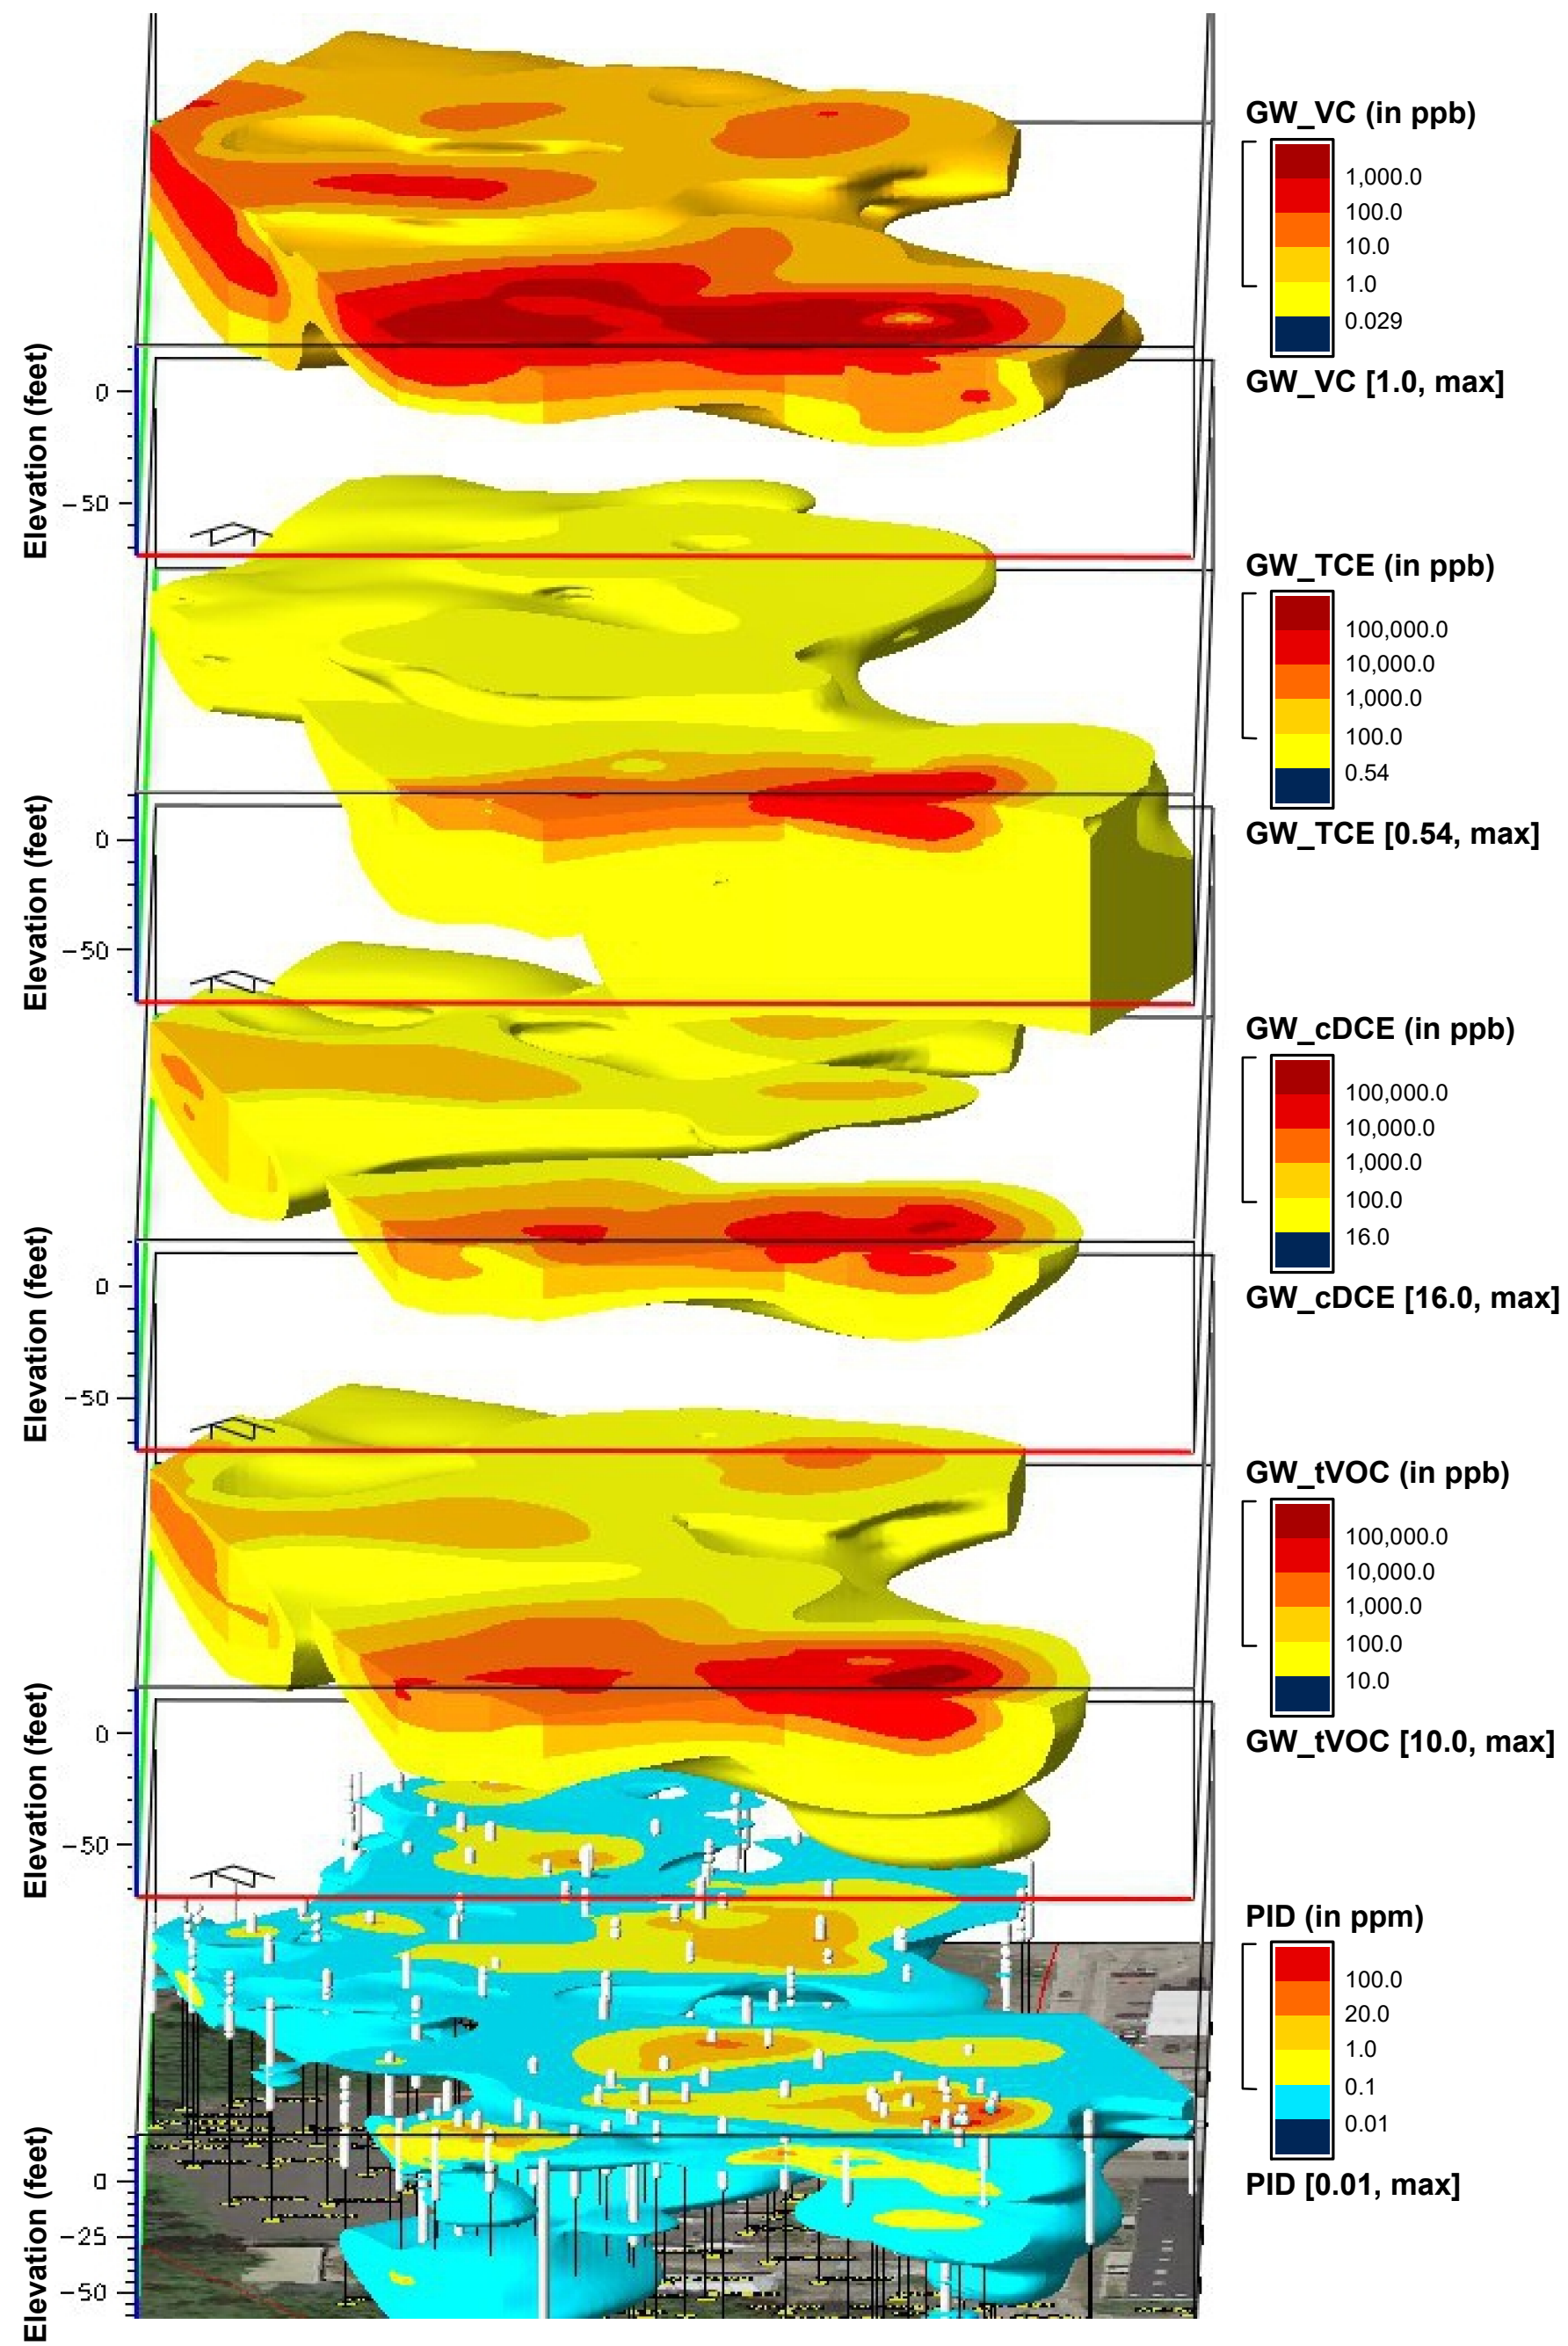 GW_VC (in ppb)
1,000.0
100.0
10.0
1.0
0.029
GW_VC [1.0, max]
Elevation (feet)
0
−50
GW_TCE (in ppb)
100,000.0
10,000.0
1,000.0
100.0
0.54
GW_TCE [0.54, max]
Elevation (feet)
0
−50
GW_cDCE (in ppb)
100,000.0
10,000.0
1,000.0
100.0
16.0
GW_cDCE [16.0, max]
Elevation (feet)
0
−50
GW_tVOC (in ppb)
100,000.0
10,000.0
1,000.0
100.0
10.0
GW_tVOC [10.0, max]
Elevation (feet)
0
−50
PID (in ppm)
100.0
20.0
1.0
0.1
0.01
PID [0.01, max]
Elevation (feet)
0
−25
−50